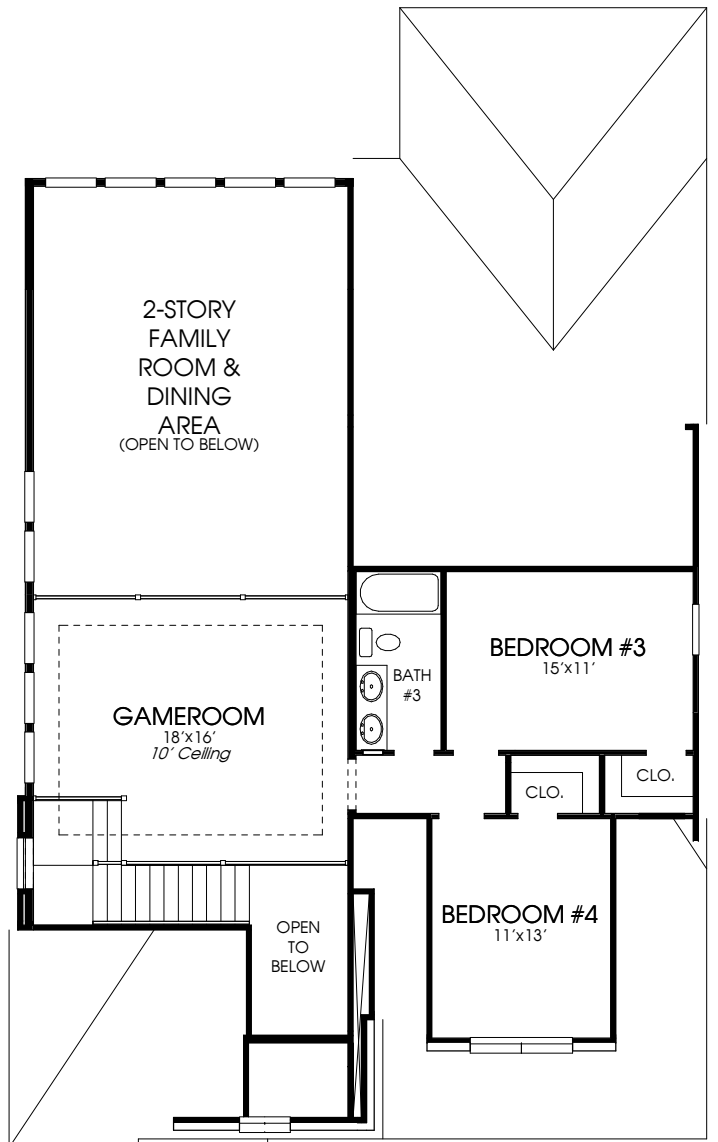 2-STORY
FAMILY
ROOM &
DINING
AREA
(OPEN TO BELOW)
BEDROOM #3
15'x11'
BATH
#3
GAMEROOM
18'x16'
10' Ceiling
CLO.
CLO.
BEDROOM #4
11'x13'
OPEN
TO
BELOW